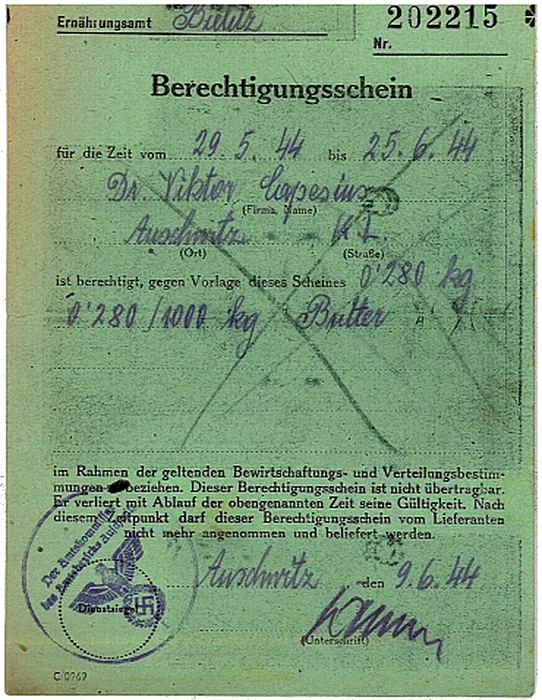 Ernährungsamt Bielitz
202215
Nr.
Berechtigungsschein
für die Zeit vom 29.5.44 bis 25.6.44
Dr. Viktor Capesius
(Firma, Name)
Auschwitz K L.
(Ort) (Straße)
ist berechtigt, gegen Vorlage dieses Scheines 0'280 kg
0'280/1000 kg Butter
im Rahmen der geltenden Bewirtschaftungs- und Verteilungsbestim-
mungen zu beziehen. Dieser Berechtigungsschein ist nicht übertragbar.
Er verliert mit Ablauf der obengenannten Zeit seine Gültigkeit. Nach
diesem Zeitpunkt darf dieser Berechtigungsschein vom Lieferanten
nicht mehr angenommen und beliefert werden.
Der Amtskommissar
Dienstsiegel
Auschwitz, den 9.6.44
(Unterschrift)
C/0767